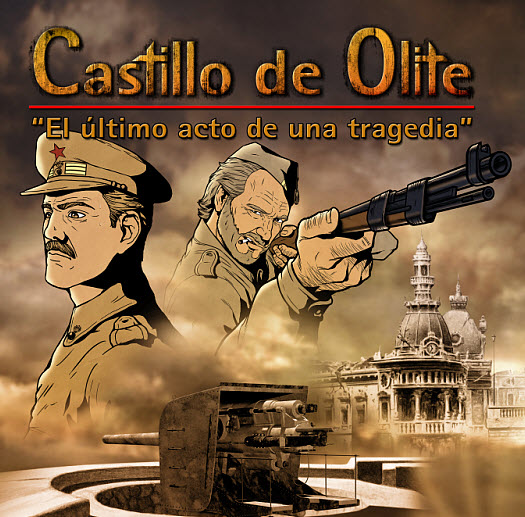 Castillo de Olite
“El último acto de una tragedia”